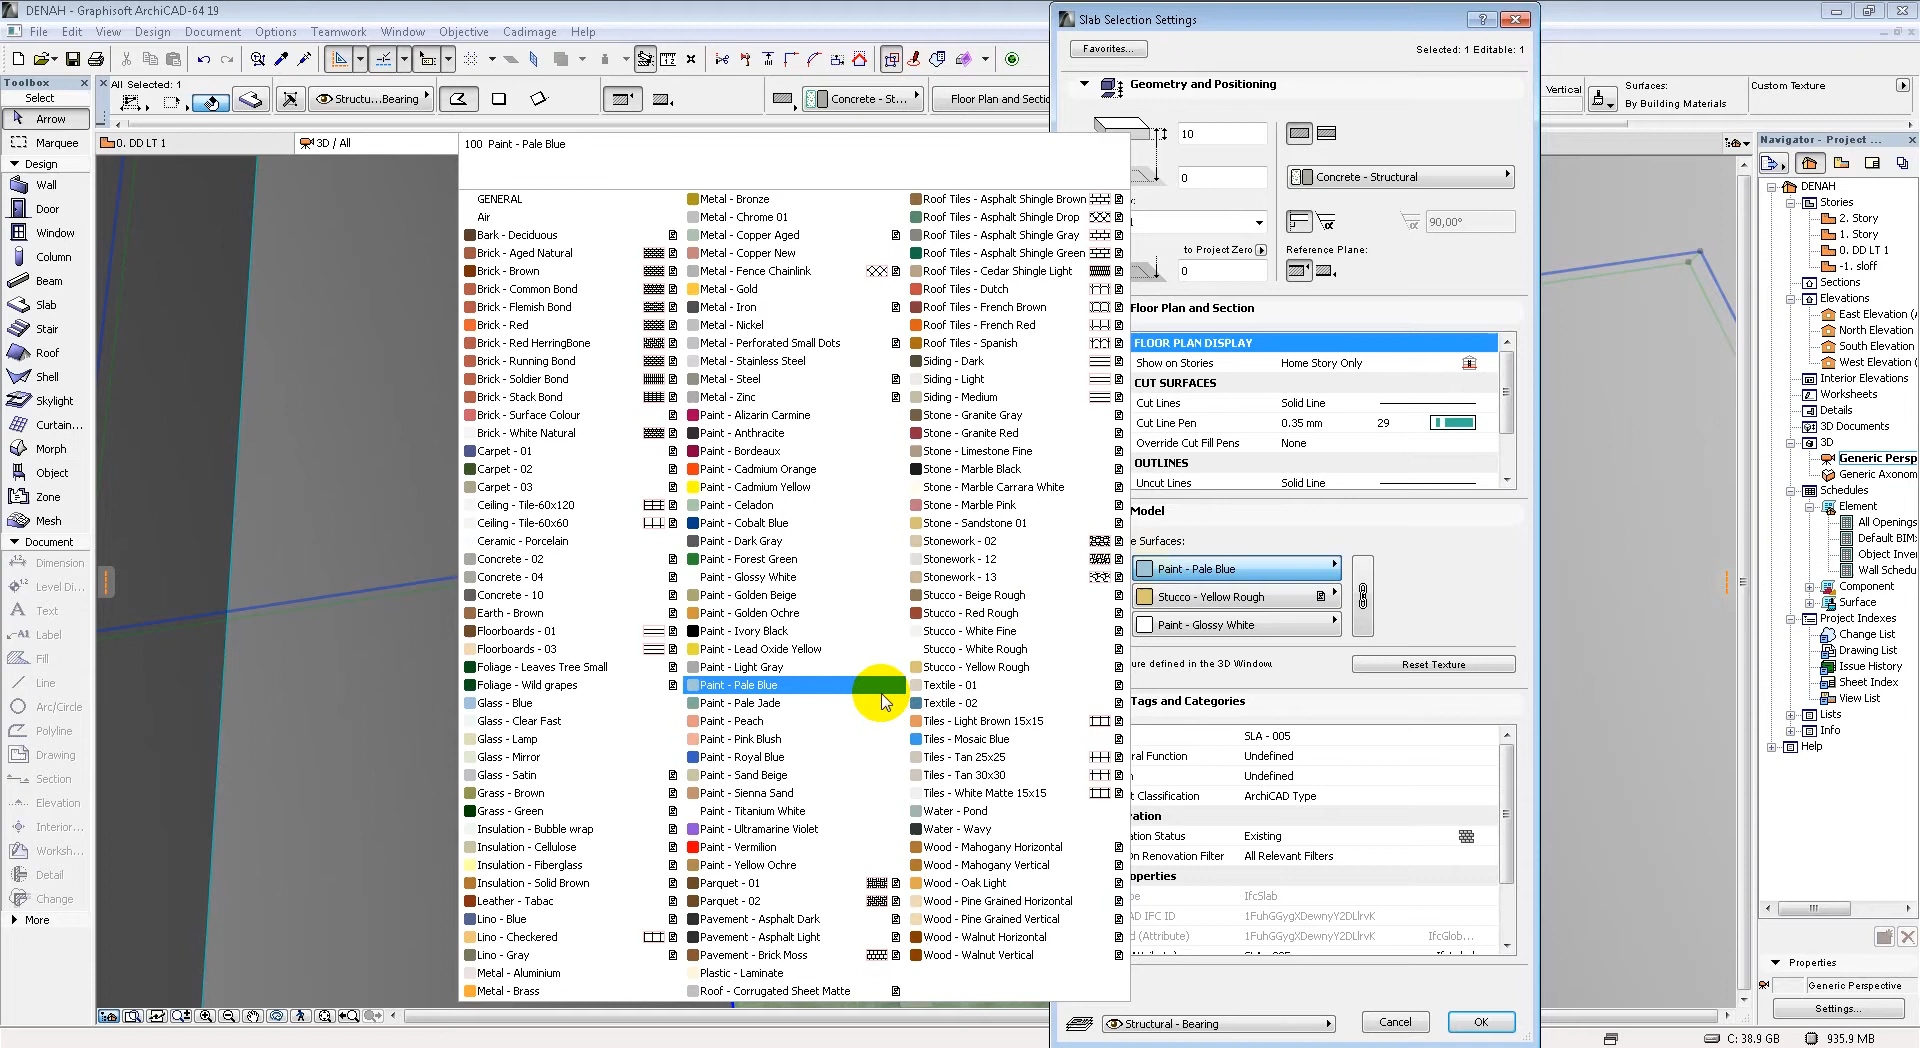 DENAH - Graphisoft ArchiCAD-64 19
File Edit View Design Document Options Teamwork Window Objective Cadimage Help
Toolbox
Select
Arrow
Marquee
Design
Wall
Door
Window
Column
Beam
Slab
Stair
Roof
Shell
Skylight
Curtain...
Morph
Object
Zone
Mesh
Document
Dimension
Level Di...
Text
Label
Fill
Line
Arc/Circle
Polyline
Drawing
Section
Elevation
Interior...
Worksh...
Detail
Change
More
All Selected: 1
Structu...Bearing
Concrete - St...
Floor Plan and Sectio
0. DD LT 1
3D / All
100 Paint - Pale Blue
GENERAL
Air
Bark - Deciduous
Brick - Aged Natural
Brick - Brown
Brick - Common Bond
Brick - Flemish Bond
Brick - Red
Brick - Red HerringBone
Brick - Running Bond
Brick - Soldier Bond
Brick - Stack Bond
Brick - Surface Colour
Brick - White Natural
Carpet - 01
Carpet - 02
Carpet - 03
Ceiling - Tile-60x120
Ceiling - Tile-60x60
Ceramic - Porcelain
Concrete - 02
Concrete - 04
Concrete - 10
Earth - Brown
Floorboards - 01
Floorboards - 03
Foliage - Leaves Tree Small
Foliage - Wild grapes
Glass - Blue
Glass - Clear Fast
Glass - Lamp
Glass - Mirror
Glass - Satin
Grass - Brown
Grass - Green
Insulation - Bubble wrap
Insulation - Cellulose
Insulation - Fiberglass
Insulation - Solid Brown
Leather - Tabac
Lino - Blue
Lino - Checkered
Lino - Gray
Metal - Aluminium
Metal - Brass
Metal - Bronze
Metal - Chrome 01
Metal - Copper Aged
Metal - Copper New
Metal - Fence Chainlink
Metal - Gold
Metal - Iron
Metal - Nickel
Metal - Perforated Small Dots
Metal - Stainless Steel
Metal - Steel
Metal - Zinc
Paint - Alizarin Carmine
Paint - Anthracite
Paint - Bordeaux
Paint - Cadmium Orange
Paint - Cadmium Yellow
Paint - Celadon
Paint - Cobalt Blue
Paint - Dark Gray
Paint - Forest Green
Paint - Glossy White
Paint - Golden Beige
Paint - Golden Ochre
Paint - Ivory Black
Paint - Lead Oxide Yellow
Paint - Light Gray
Paint - Pale Blue
Paint - Pale Jade
Paint - Peach
Paint - Pink Blush
Paint - Royal Blue
Paint - Sand Beige
Paint - Sienna Sand
Paint - Titanium White
Paint - Ultramarine Violet
Paint - Vermilion
Paint - Yellow Ochre
Parquet - 01
Parquet - 02
Pavement - Asphalt Dark
Pavement - Asphalt Light
Pavement - Brick Moss
Plastic - Laminate
Roof - Corrugated Sheet Matte
Roof Tiles - Asphalt Shingle Brown
Roof Tiles - Asphalt Shingle Drop
Roof Tiles - Asphalt Shingle Gray
Roof Tiles - Asphalt Shingle Green
Roof Tiles - Cedar Shingle Light
Roof Tiles - Dutch
Roof Tiles - French Brown
Roof Tiles - French Red
Roof Tiles - Spanish
Siding - Dark
Siding - Light
Siding - Medium
Stone - Granite Gray
Stone - Granite Red
Stone - Limestone Fine
Stone - Marble Black
Stone - Marble Carrara White
Stone - Marble Pink
Stone - Sandstone 01
Stonework - 02
Stonework - 12
Stonework - 13
Stucco - Beige Rough
Stucco - Red Rough
Stucco - White Fine
Stucco - White Rough
Stucco - Yellow Rough
Textile - 01
Textile - 02
Tiles - Light Brown 15x15
Tiles - Mosaic Blue
Tiles - Tan 25x25
Tiles - Tan 30x30
Tiles - White Matte 15x15
Water - Pond
Water - Wavy
Wood - Mahogany Horizontal
Wood - Mahogany Vertical
Wood - Oak Light
Wood - Pine Grained Horizontal
Wood - Pine Grained Vertical
Wood - Walnut Horizontal
Wood - Walnut Vertical
Slab Selection Settings
Favorites...
Selected: 1 Editable: 1
Geometry and Positioning
10
0
Concrete - Structural
90,00°
to Project Zero
Reference Plane:
0
Floor Plan and Section
FLOOR PLAN DISPLAY
Show on Stories Home Story Only
CUT SURFACES
Cut Lines Solid Line
Cut Line Pen 0.35 mm 29
Override Cut Fill Pens None
OUTLINES
Uncut Lines Solid Line
Model
e Surfaces:
Paint - Pale Blue
Stucco - Yellow Rough
Paint - Glossy White
ure defined in the 3D Window.
Reset Texture
Tags and Categories
SLA - 005
ral Function Undefined
n Undefined
t Classification ArchiCAD Type
ration
ation Status Existing
On Renovation Filter All Relevant Filters
operties
pe IfcSlab
AD IFC ID 1FuhGGygXDewnyY2DLlrvK
d (Attribute) 1FuhGGygXDewnyY2DLlrvK IfcGlob...
Structural - Bearing
Cancel
OK
Vertical
Surfaces:
By Building Materials
Custom Texture
Navigator - Project ...
DENAH
Stories
2. Story
1. Story
0. DD LT 1
-1. sloff
Sections
Elevations
East Elevation (A
North Elevation
South Elevation
West Elevation (
Interior Elevations
Worksheets
Details
3D Documents
3D
Generic Persp
Generic Axonom
Schedules
Element
All Openings
Default BIM:
Object Inver
Wall Schedu
Component
Surface
Project Indexes
Change List
Drawing List
Issue History
Sheet Index
View List
Lists
Info
Help
Properties
Generic Perspective
Settings...
C: 38.9 GB
935.9 MB